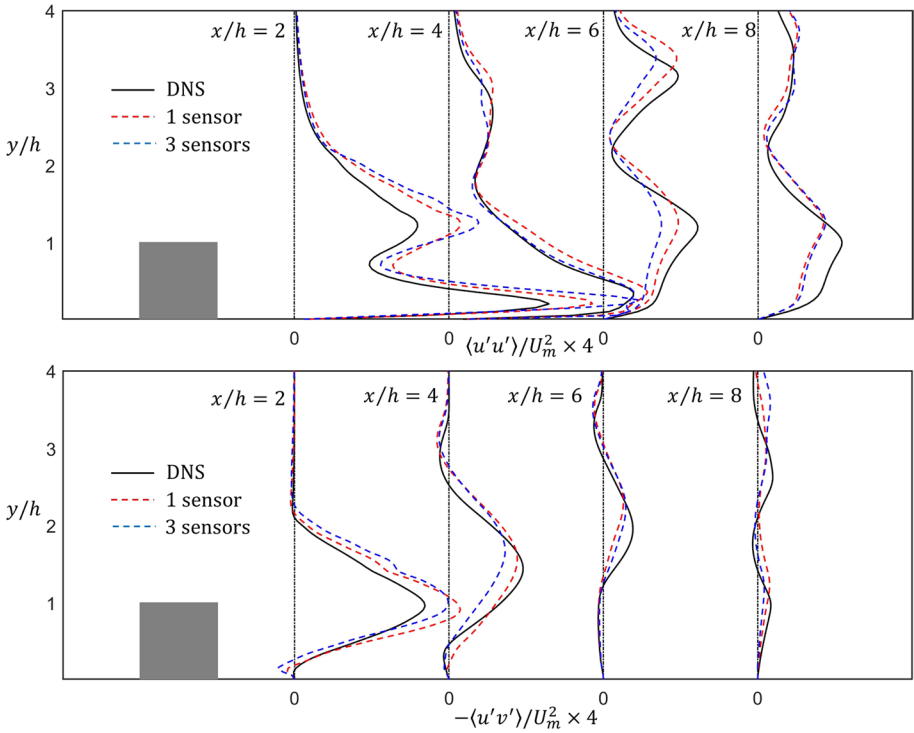 4
x/h = 2 x/h = 4 x/h = 6 x/h = 8
3
DNS
1 sensor
3 sensors
y/h
2
1
0 0 0 0
⟨u′u′⟩/U_m^2 × 4
4
x/h = 2 x/h = 4 x/h = 6 x/h = 8
3
DNS
1 sensor
3 sensors
y/h
2
1
0 0 0 0
−⟨u′v′⟩/U_m^2 × 4